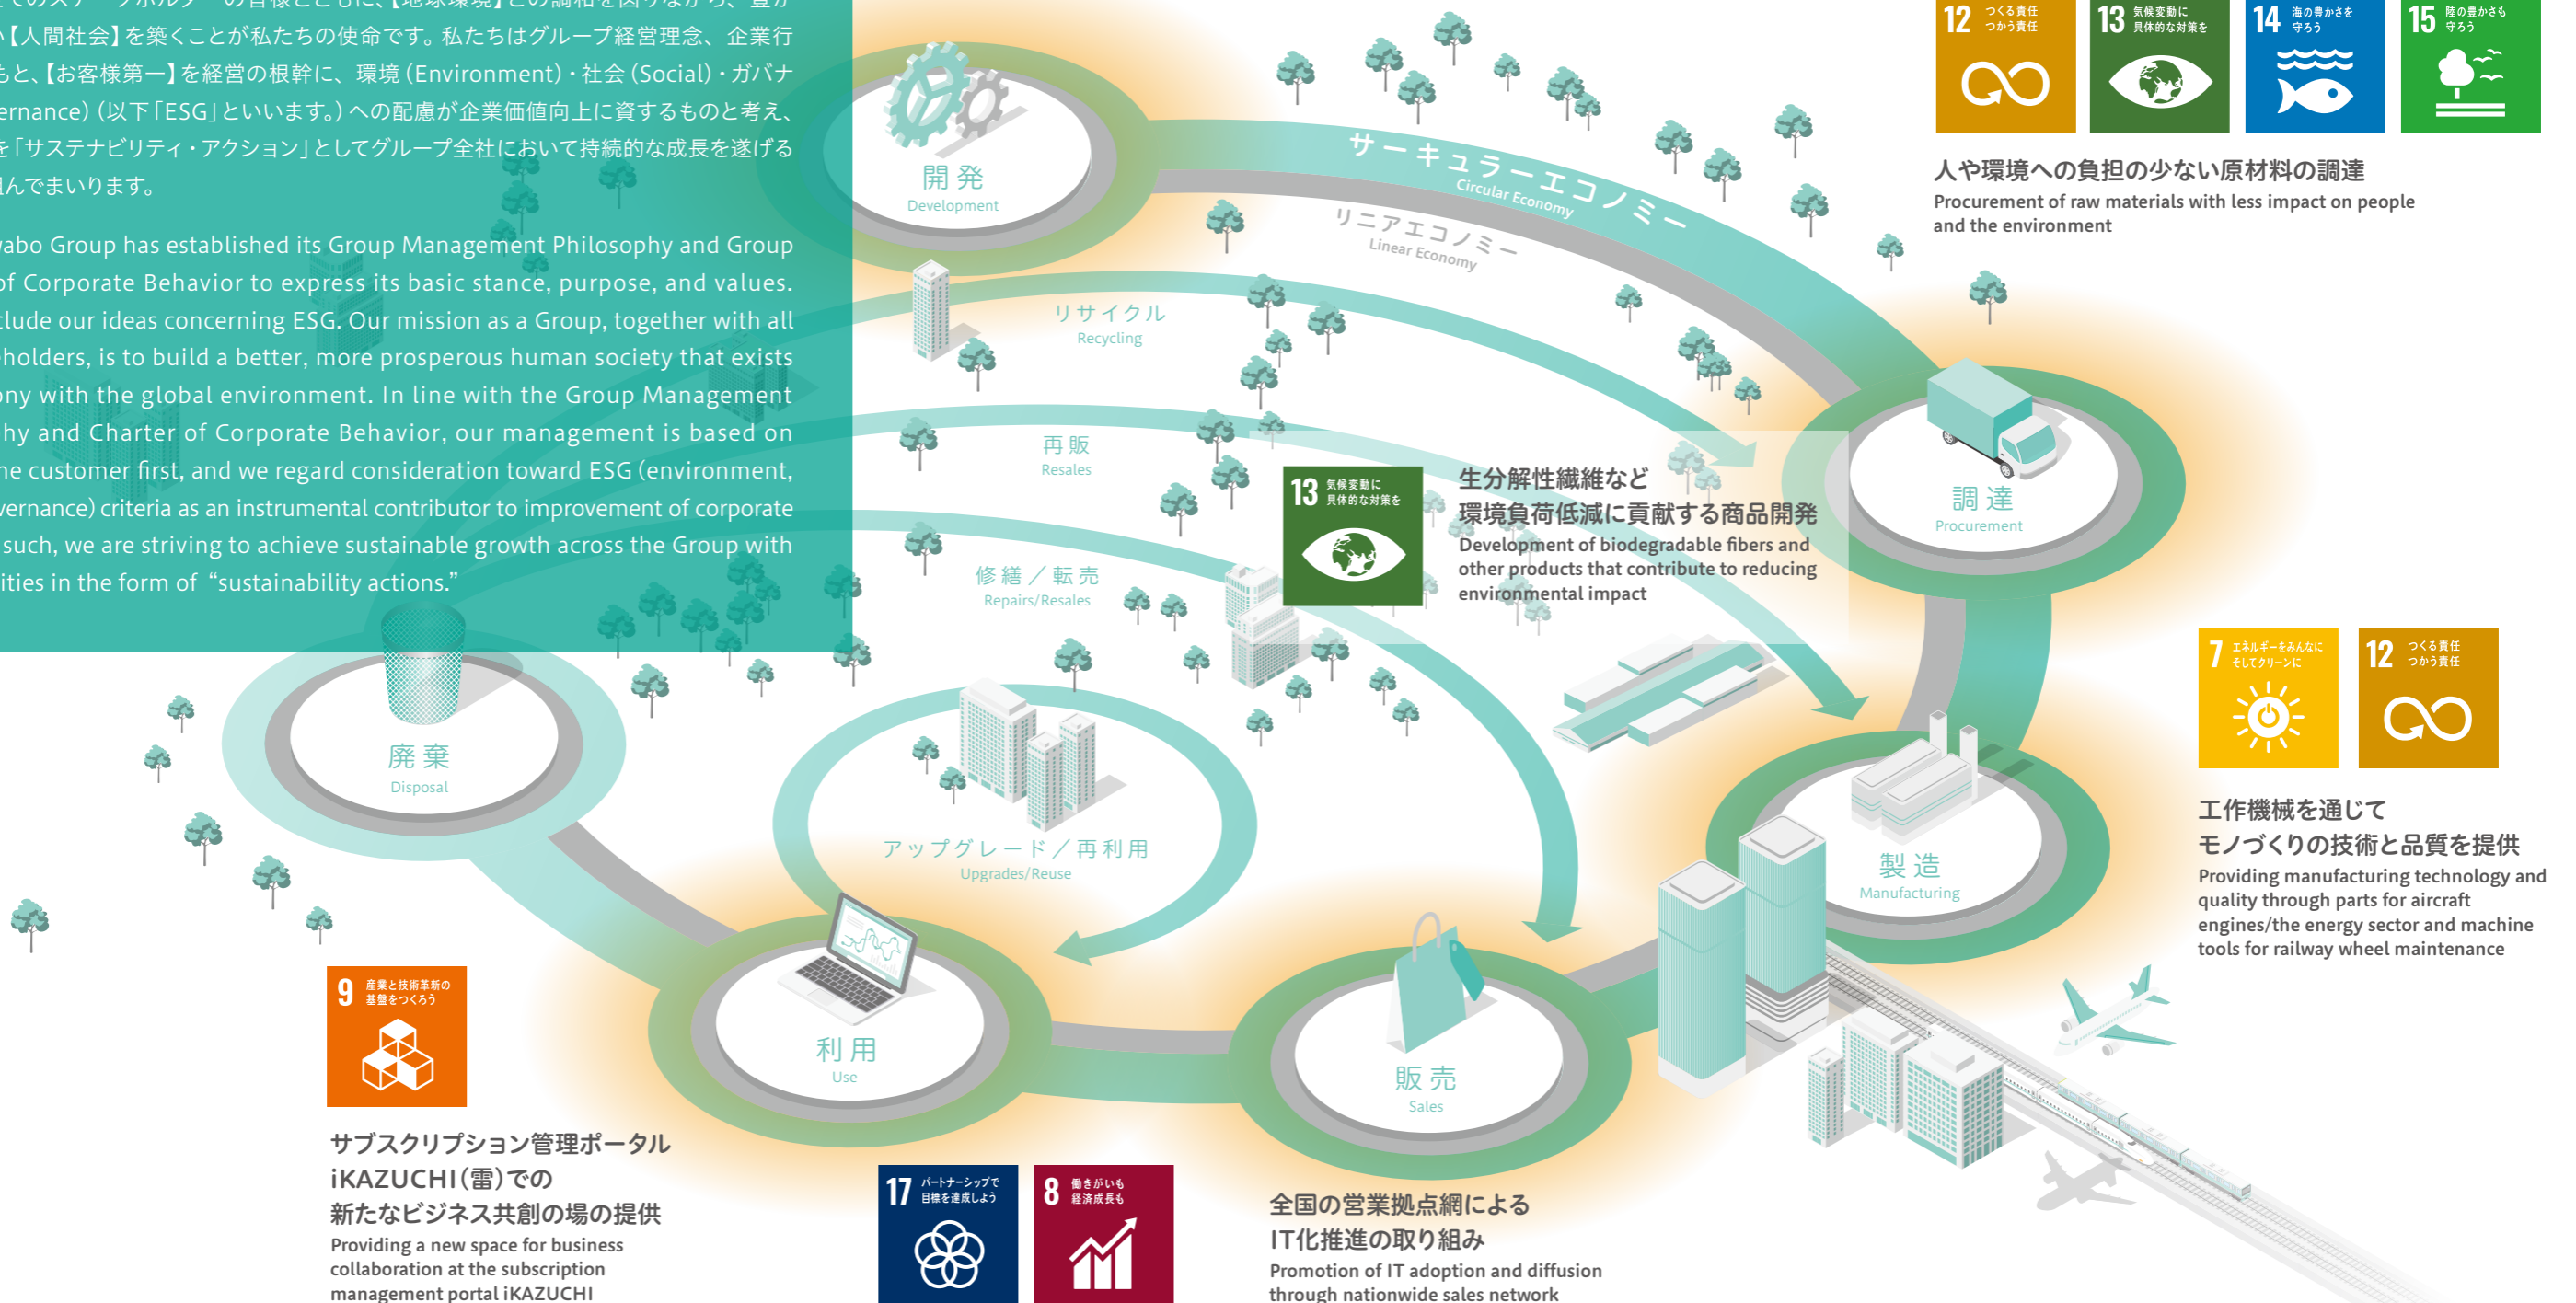 い【人間社会】を築くことが私たちの使命です。私たちはグループ経営理念、企業行
もと、【お客様第一】を経営の根幹に、環境（Environment）・社会（Social）・ガバナ
ernance）（以下「ESG」といいます。）への配慮が企業価値向上に資するものと考え、
を「サステナビリティ・アクション」としてグループ全社において持続的な成長を遂げる
組んでまいります。
wabo Group has established its Group Management Philosophy and Group
of Corporate Behavior to express its basic stance, purpose, and values.
clude our ideas concerning ESG. Our mission as a Group, together with all
eholders, is to build a better, more prosperous human society that exists
ony with the global environment. In line with the Group Management
hy and Charter of Corporate Behavior, our management is based on
he customer first, and we regard consideration toward ESG (environment,
vernance) criteria as an instrumental contributor to improvement of corporate
such, we are striving to achieve sustainable growth across the Group with
ities in the form of “sustainability actions.”
開発
Development
サーキュラーエコノミー
Circular Economy
リニアエコノミー
Linear Economy
リサイクル
Recycling
再販
Resales
修繕／転売
Repairs/Resales
アップグレード／再利用
Upgrades/Reuse
12 つくる責任
つかう責任
13 気候変動に
具体的な対策を
14 海の豊かさを
守ろう
15 陸の豊かさも
守ろう
人や環境への負担の少ない原材料の調達
Procurement of raw materials with less impact on people
and the environment
調達
Procurement
13 気候変動に
具体的な対策を
生分解性繊維など
環境負荷低減に貢献する商品開発
Development of biodegradable fibers and
other products that contribute to reducing
environmental impact
7 エネルギーをみんなに
そしてクリーンに
12 つくる責任
つかう責任
工作機械を通じて
モノづくりの技術と品質を提供
Providing manufacturing technology and
quality through parts for aircraft
engines/the energy sector and machine
tools for railway wheel maintenance
製造
Manufacturing
廃棄
Disposal
利用
Use
販売
Sales
9 産業と技術革新の
基盤をつくろう
サブスクリプション管理ポータル
iKAZUCHI（雷）での
新たなビジネス共創の場の提供
Providing a new space for business
collaboration at the subscription
management portal iKAZUCHI
17 パートナーシップで
目標を達成しよう
8 働きがいも
経済成長も
全国の営業拠点網による
IT化推進の取り組み
Promotion of IT adoption and diffusion
through nationwide sales network